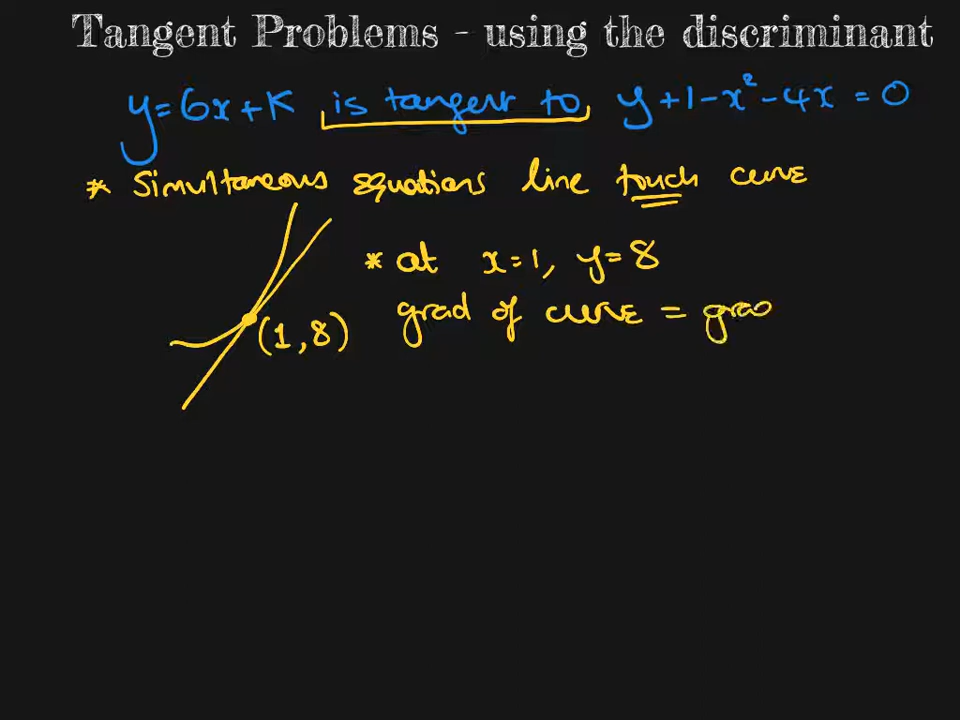 Tangent Problems - using the discriminant
y=6x+K is tangent to y+1-x²-4x=0
* Simultaneous equations line touch curve
* at x=1, y=8
grad of curve = grad
(1,8)